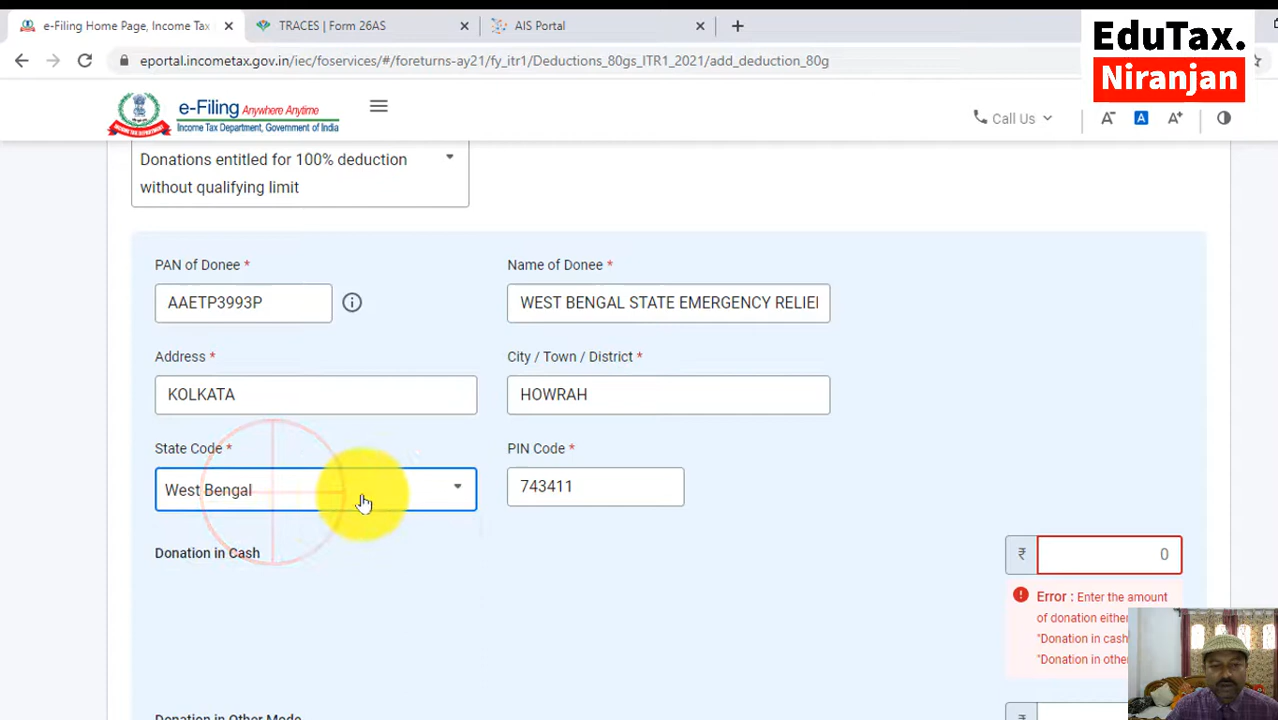 e-Filing Home Page, Income Tax
TRACES | Form 26AS
AIS Portal
eportal.incometax.gov.in/iec/foservices/#/foreturns-ay21/fy_itr1/Deductions_80gs_ITR1_2021/add_deduction_80g
EduTax.
Niranjan
e-Filing Anywhere Anytime
Income Tax Department, Government of India
Call Us
A-
A
A+
Donations entitled for 100% deduction
without qualifying limit
PAN of Donee *
Name of Donee *
AAETP3993P
WEST BENGAL STATE EMERGENCY RELIEF
Address *
City / Town / District *
KOLKATA
HOWRAH
State Code *
PIN Code *
West Bengal
743411
Donation in Cash
₹ 0
Error : Enter the amount
of donation either
"Donation in cash
"Donation in other
Donation in Other Mode
₹